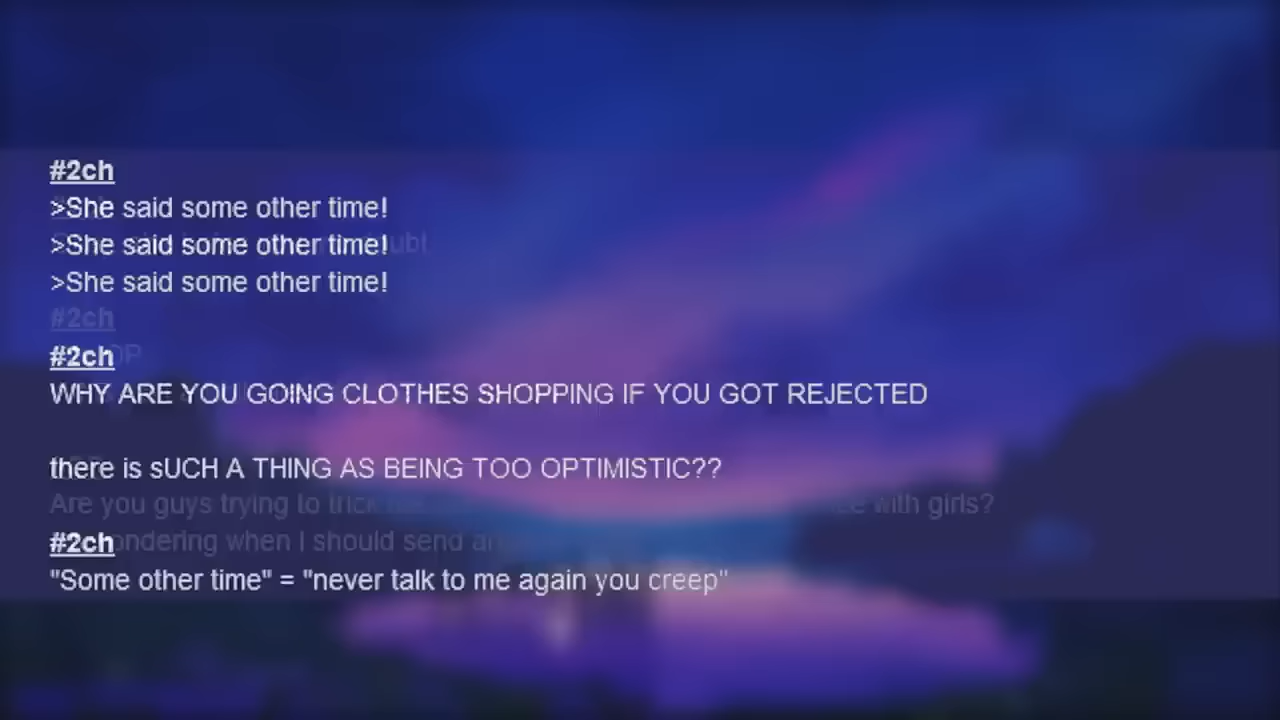 #2ch
>She said some other time!
>She said some other time!
>She said some other time!
#2ch
#2ch
WHY ARE YOU GOING CLOTHES SHOPPING IF YOU GOT REJECTED
there is sUCH A THING AS BEING TOO OPTIMISTIC??
Are you guys trying to trick with girls?
#2ch
ondering when I should send
"Some other time" = "never talk to me again you creep"